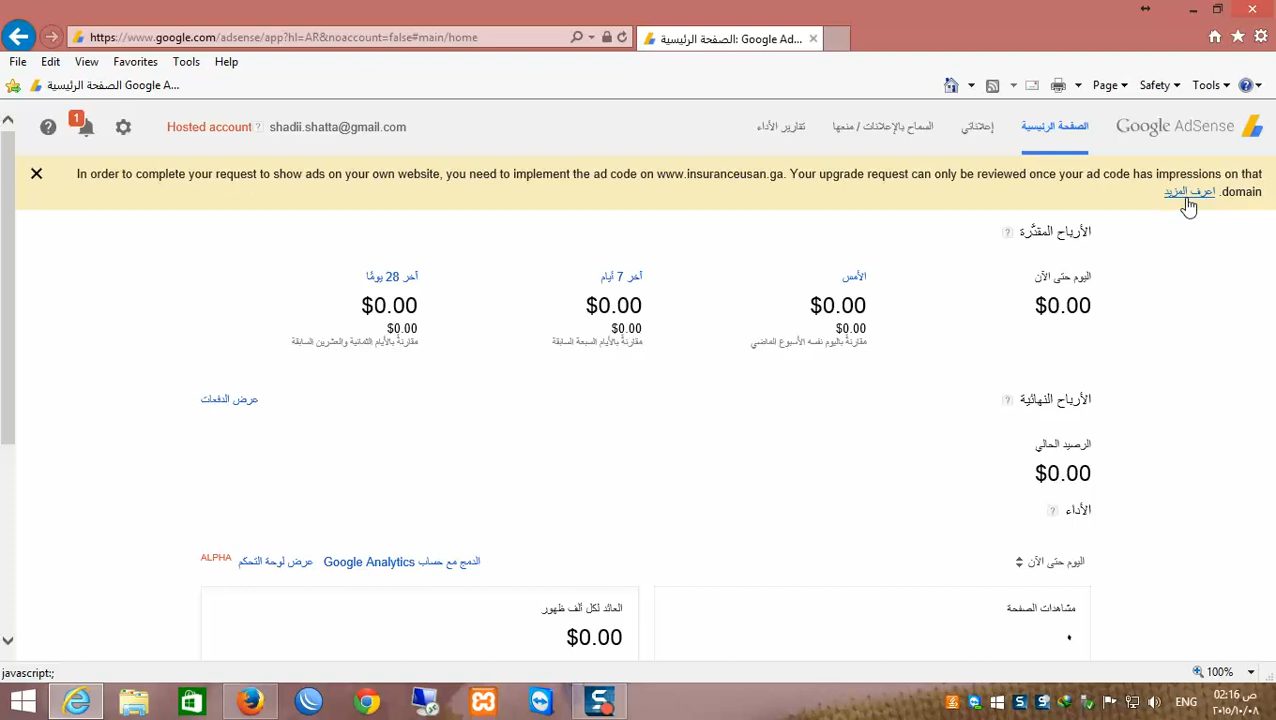 https://www.google.com/adsense/app?hl=AR&noaccount=false#main/home
الصفحة الرئيسية: Google Ad...
File Edit View Favorites Tools Help
الصفحة الرئيسية Google A...
Page Safety Tools
1
Hosted account ? shadii.shatta@gmail.com
تقارير الأداء
السماح بالإعلانات / منعها
إعلاناتي
الصفحة الرئيسية
Google AdSense
In order to complete your request to show ads on your own website, you need to implement the ad code on www.insuranceusan.ga. Your upgrade request can only be reviewed once your ad code has impressions on that
domain. اعرف المزيد
الأرباح المقدَّرة ?
اليوم حتى الآن
$0.00
الأمس
$0.00
$0.00
مقارنةً باليوم نفسه الأسبوع الماضي
آخر 7 أيام
$0.00
$0.00
مقارنةً بالأيام السبعة السابقة
آخر 28 يومًا
$0.00
$0.00
مقارنةً بالأيام الثمانية والعشرين السابقة
الأرباح النهائية ?
عرض الدفعات
الرصيد الحالي
$0.00
الأداء ?
اليوم حتى الآن
الدمج مع حساب Google Analytics
عرض لوحة التحكم ALPHA
مشاهدات الصفحة
٠
العائد لكل ألف ظهور
$0.00
javascript:;
100%
ENG
02:16 ص
٢٠١٥/١٠/٠٨